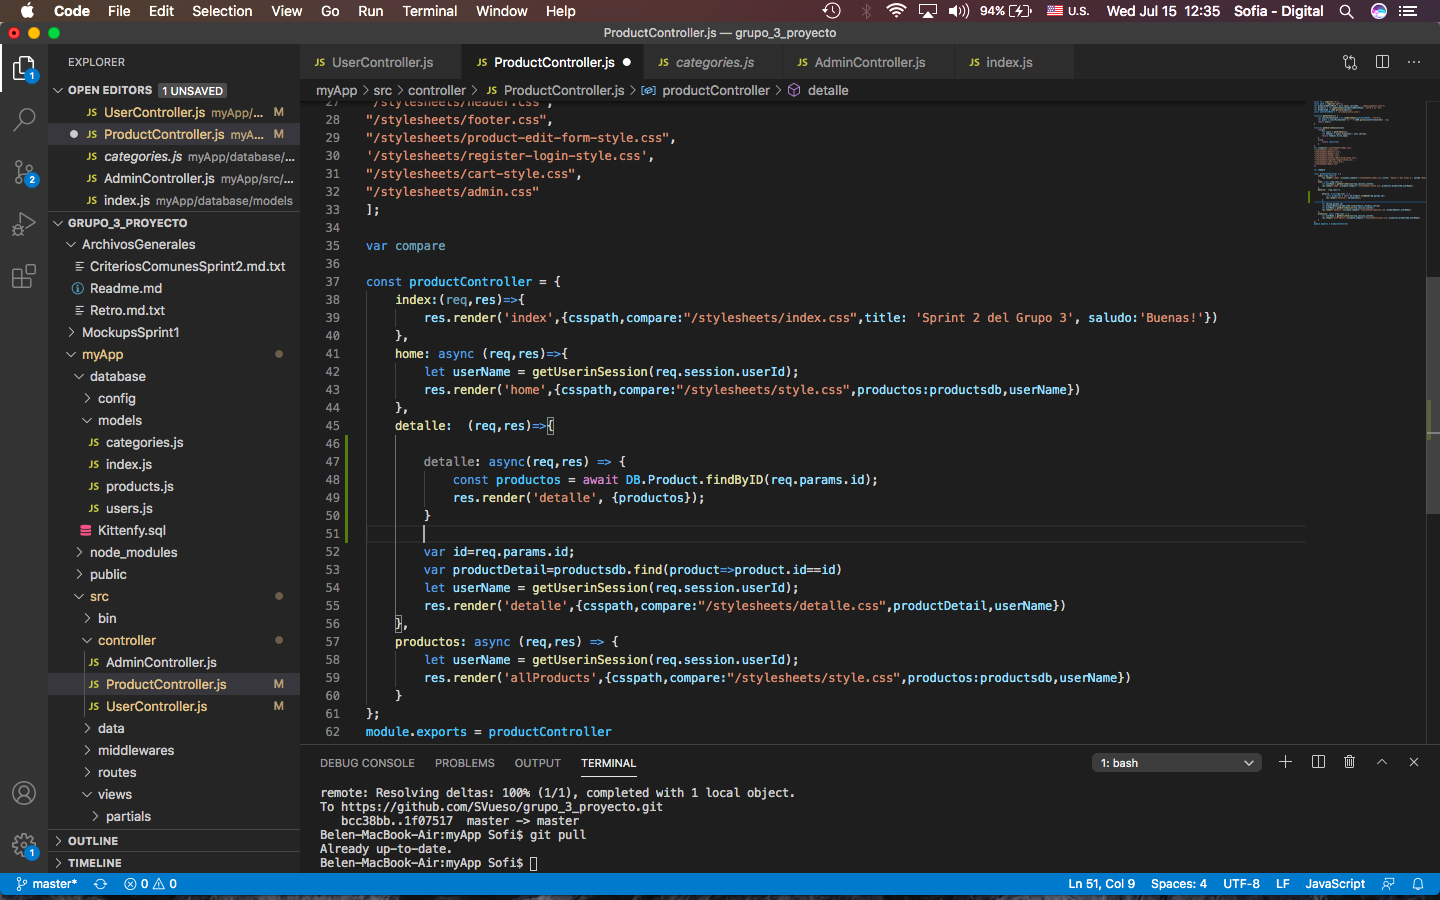 Code File Edit Selection View Go Run Terminal Window Help 94% U.S. Wed Jul 15 12:35 Sofia - Digital
ProductController.js — grupo_3_proyecto
EXPLORER
OPEN EDITORS 1 UNSAVED
JS UserController.js myApp/... M
JS ProductController.js myA... M
JS categories.js myApp/database/...
JS AdminController.js myApp/src/...
JS index.js myApp/database/models
GRUPO_3_PROYECTO
ArchivosGenerales
CriteriosComunesSprint2.md.txt
Readme.md
Retro.md.txt
MockupsSprint1
myApp
database
config
models
JS categories.js
JS index.js
JS products.js
JS users.js
Kittenfy.sql
node_modules
public
src
bin
controller
JS AdminController.js
JS ProductController.js M
JS UserController.js M
data
middlewares
routes
views
partials
OUTLINE
TIMELINE
1
2
1
JS UserController.js JS ProductController.js JS categories.js JS AdminController.js JS index.js
myApp > src > controller > JS ProductController.js > productController > detalle
27 "/stylesheets/header.css",
28 "/stylesheets/footer.css",
29 "/stylesheets/product-edit-form-style.css",
30 '/stylesheets/register-login-style.css',
31 "/stylesheets/cart-style.css",
32 "/stylesheets/admin.css"
33 ];
34
35 var compare
36
37 const productController = {
38 index:(req,res)=>{
39 res.render('index',{csspath,compare:"/stylesheets/index.css",title: 'Sprint 2 del Grupo 3', saludo:'Buenas!'})
40 },
41 home: async (req,res)=>{
42 let userName = getUserinSession(req.session.userId);
43 res.render('home',{csspath,compare:"/stylesheets/style.css",productos:productsdb,userName})
44 },
45 detalle:  (req,res)=>{
46
47 detalle: async(req,res) => {
48 const productos = await DB.Product.findByID(req.params.id);
49 res.render('detalle', {productos});
50 }
51
52 var id=req.params.id;
53 var productDetail=productsdb.find(product=>product.id==id)
54 let userName = getUserinSession(req.session.userId);
55 res.render('detalle',{csspath,compare:"/stylesheets/detalle.css",productDetail,userName})
56 },
57 productos: async (req,res) => {
58 let userName = getUserinSession(req.session.userId);
59 res.render('allProducts',{csspath,compare:"/stylesheets/style.css",productos:productsdb,userName})
60 }
61 };
62 module.exports = productController
DEBUG CONSOLE PROBLEMS OUTPUT TERMINAL 1: bash
remote: Resolving deltas: 100% (1/1), completed with 1 local object.
To https://github.com/SVueso/grupo_3_proyecto.git
bcc38bb..1f07517  master -> master
Belen-MacBook-Air:myApp Sofi$ git pull
Already up-to-date.
Belen-MacBook-Air:myApp Sofi$
master* 0 0 Ln 51, Col 9 Spaces: 4 UTF-8 LF JavaScript